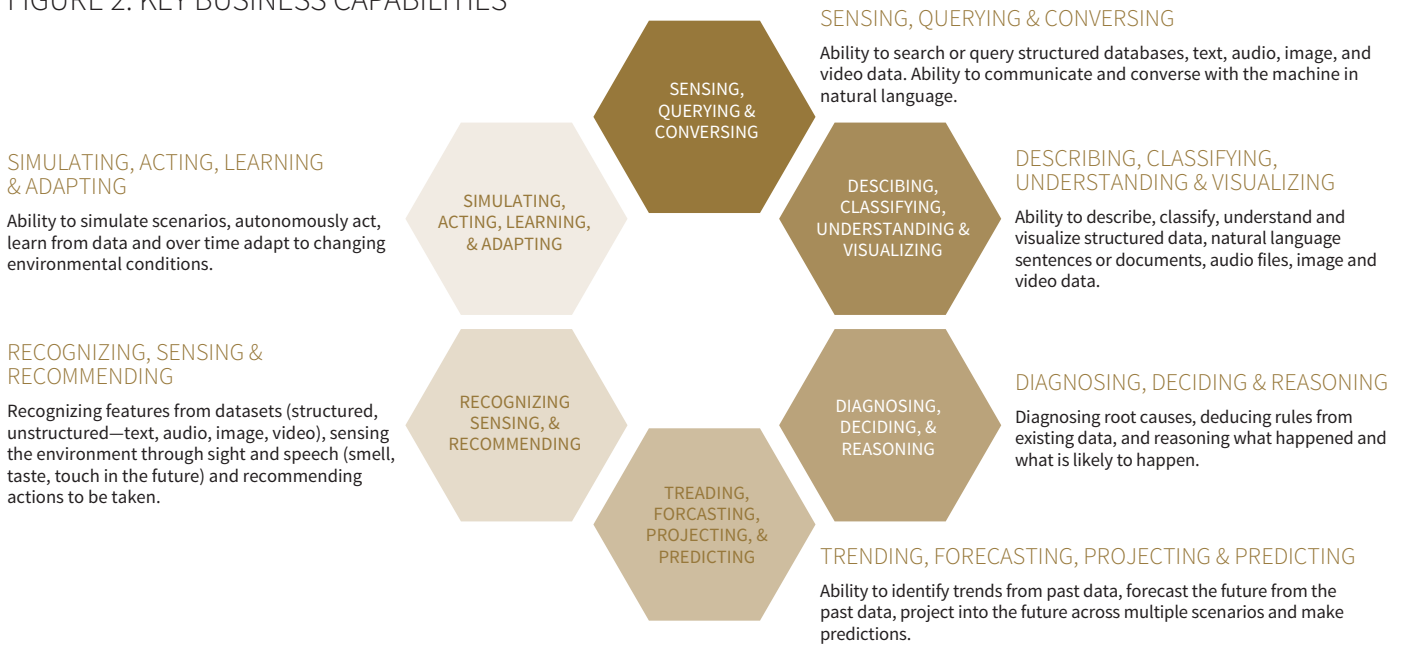 FIGURE 2: KEY BUSINESS CAPABILITIES
SENSING, QUERYING & CONVERSING
Ability to search or query structured databases, text, audio, image, and
video data. Ability to communicate and converse with the machine in
natural language.
SENSING,
QUERYING &
CONVERSING
DESCRIBING, CLASSIFYING,
UNDERSTANDING & VISUALIZING
Ability to describe, classify, understand and
visualize structured data, natural language
sentences or documents, audio files, image and
video data.
DESCIBING,
CLASSIFYING,
UNDERSTANDING &
VISUALIZING
SIMULATING, ACTING, LEARNING
& ADAPTING
Ability to simulate scenarios, autonomously act,
learn from data and over time adapt to changing
environmental conditions.
SIMULATING,
ACTING, LEARNING,
& ADAPTING
RECOGNIZING, SENSING &
RECOMMENDING
Recognizing features from datasets (structured,
unstructured—text, audio, image, video), sensing
the environment through sight and speech (smell,
taste, touch in the future) and recommending
actions to be taken.
RECOGNIZING
SENSING, &
RECOMMENDING
DIAGNOSING,
DECIDING, &
REASONING
DIAGNOSING, DECIDING & REASONING
Diagnosing root causes, deducing rules from
existing data, and reasoning what happened and
what is likely to happen.
TREADING,
FORCASTING,
PROJECTING, &
PREDICTING
TRENDING, FORECASTING, PROJECTING & PREDICTING
Ability to identify trends from past data, forecast the future from the
past data, project into the future across multiple scenarios and make
predictions.